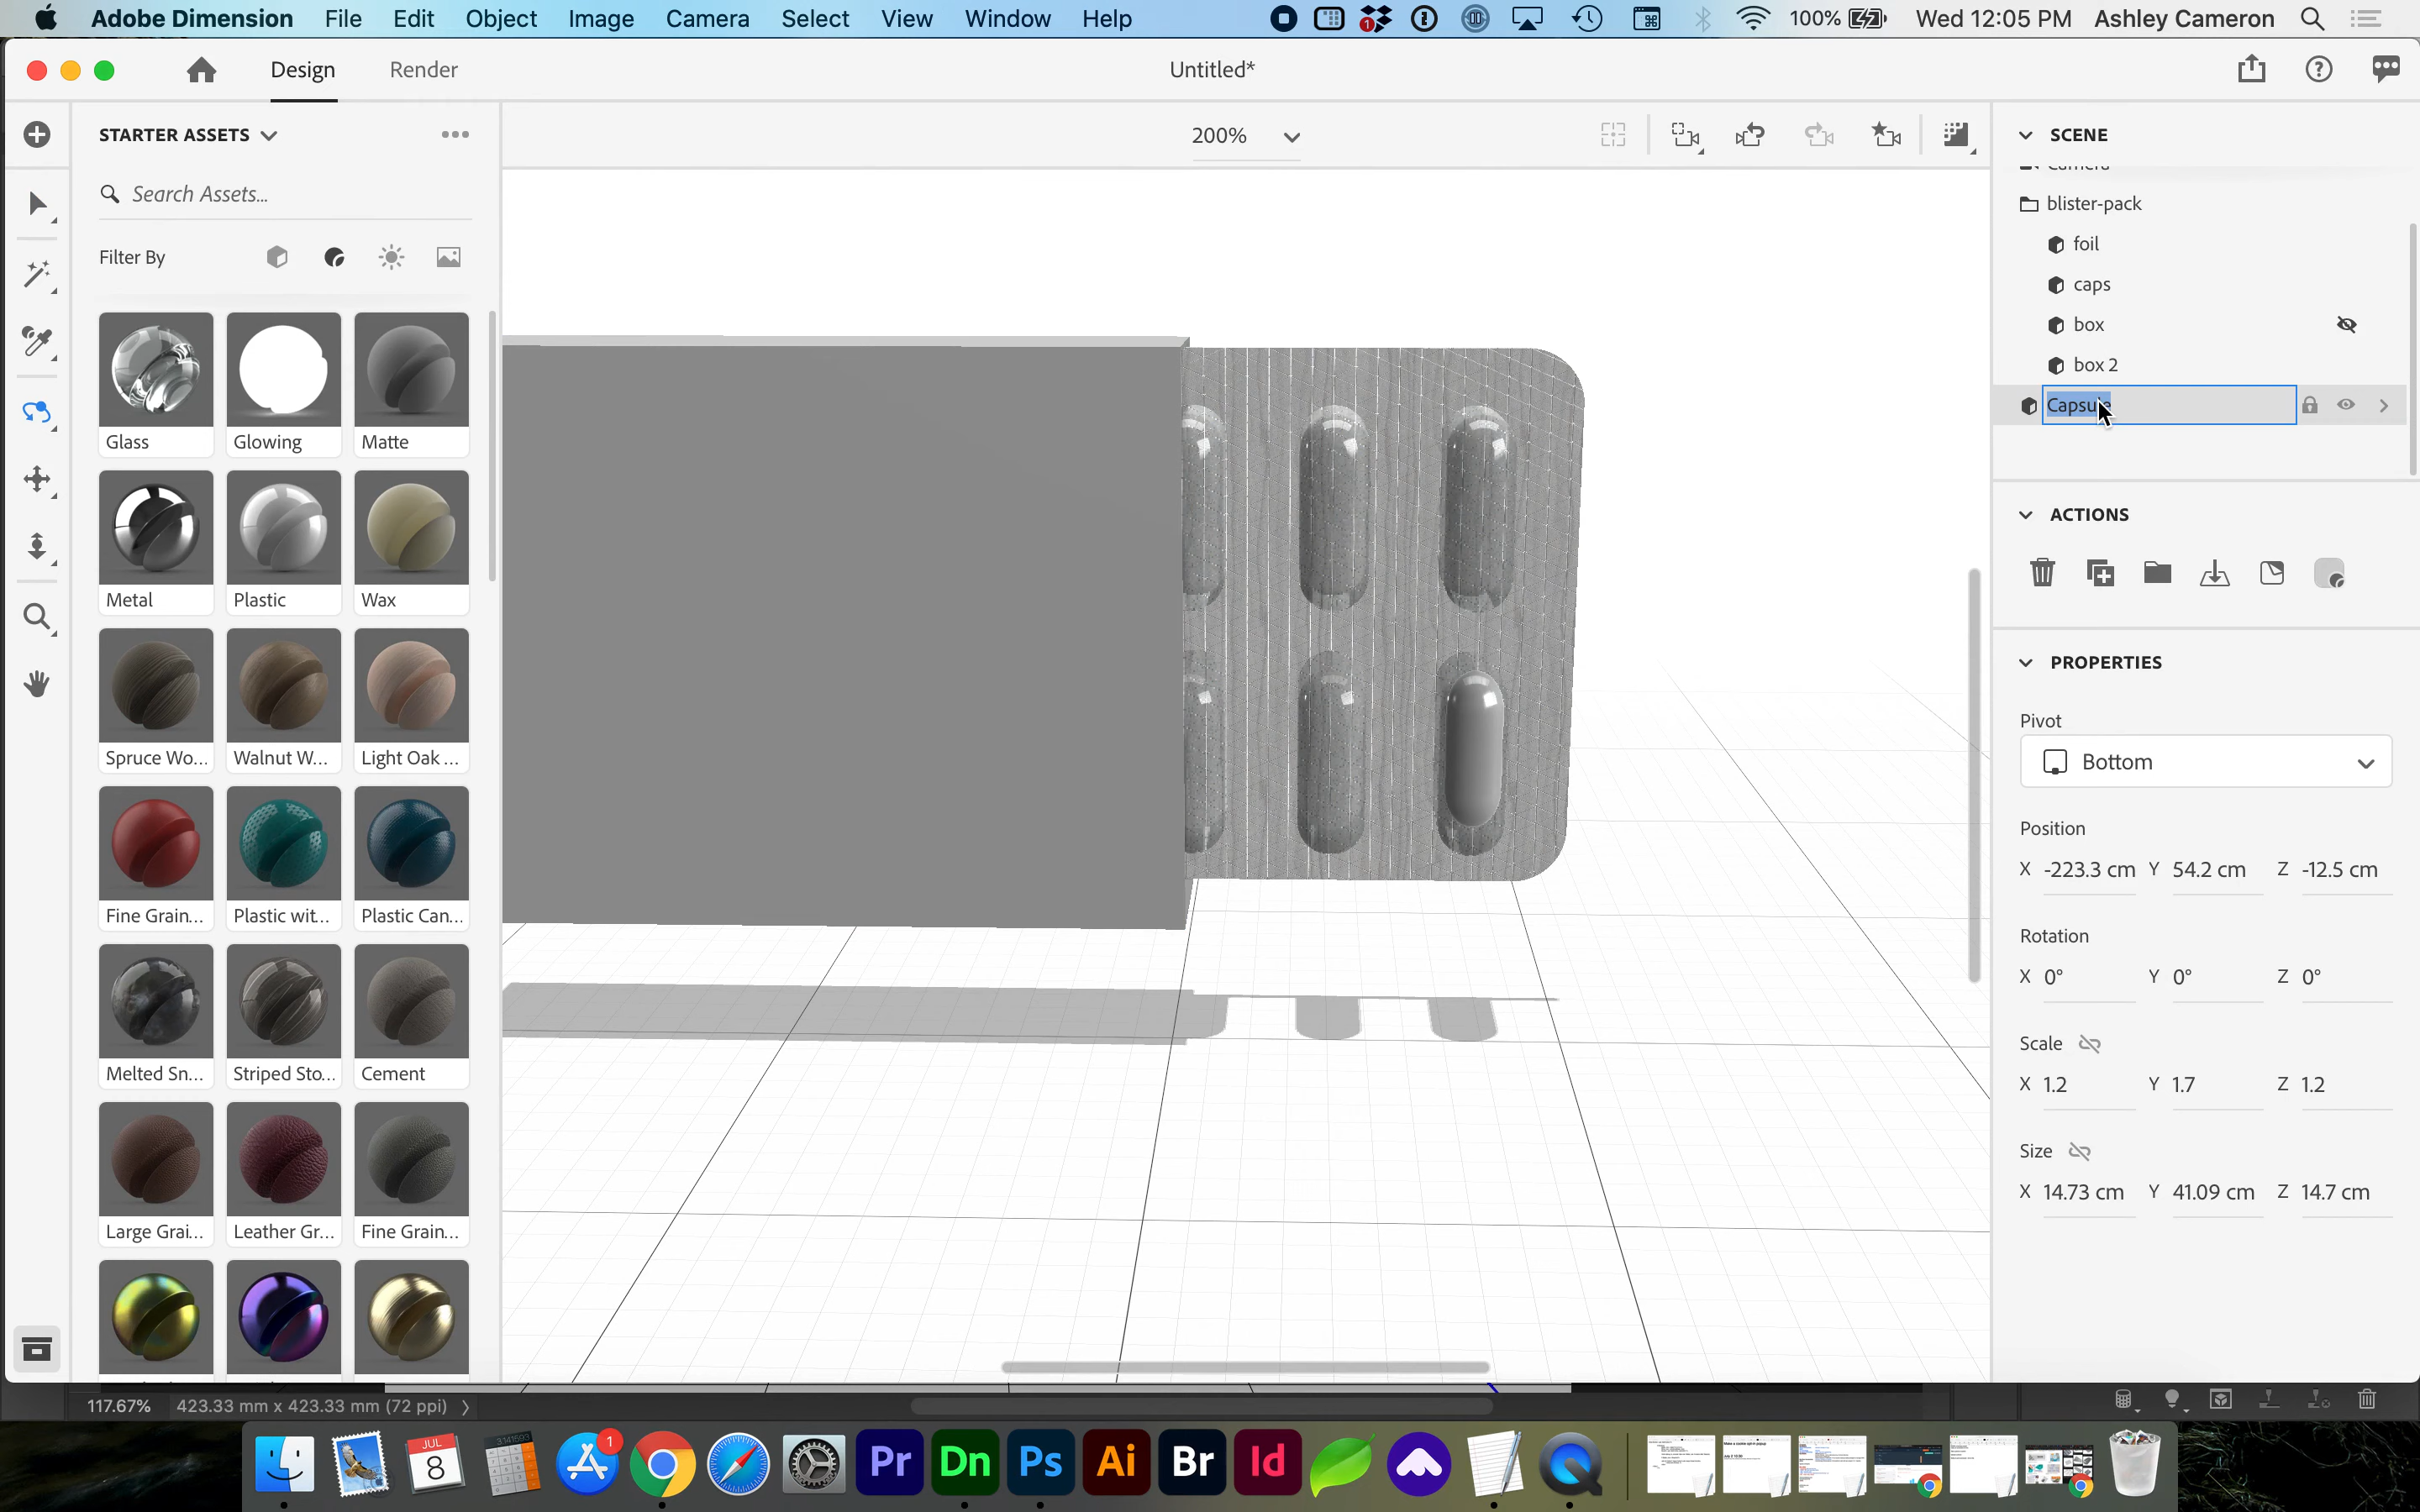 Adobe Dimension File Edit Object Image Camera Select View Window Help 1 100% Wed 12:05 PM Ashley Cameron
Design Render Untitled*
STARTER ASSETS
Search Assets...
Filter By
Glass Glowing Matte
Metal Plastic Wax
Spruce Wo... Walnut W... Light Oak ...
Fine Grain... Plastic wit... Plastic Can...
Melted Sn... Striped Sto... Cement
Large Grai... Leather Gr... Fine Grain...
200%
SCENE
Camera
blister-pack
foil
caps
box
box 2
Capsule
ACTIONS
PROPERTIES
Pivot
Bottom
Position
X -223.3 cm Y 54.2 cm Z -12.5 cm
Rotation
X 0° Y 0° Z 0°
Scale
X 1.2 Y 1.7 Z 1.2
Size
X 14.73 cm Y 41.09 cm Z 14.7 cm
117.67% 423.33 mm x 423.33 mm (72 ppi)
JUL
8
3.141593
1
Pr Dn Ps Ai Br Id